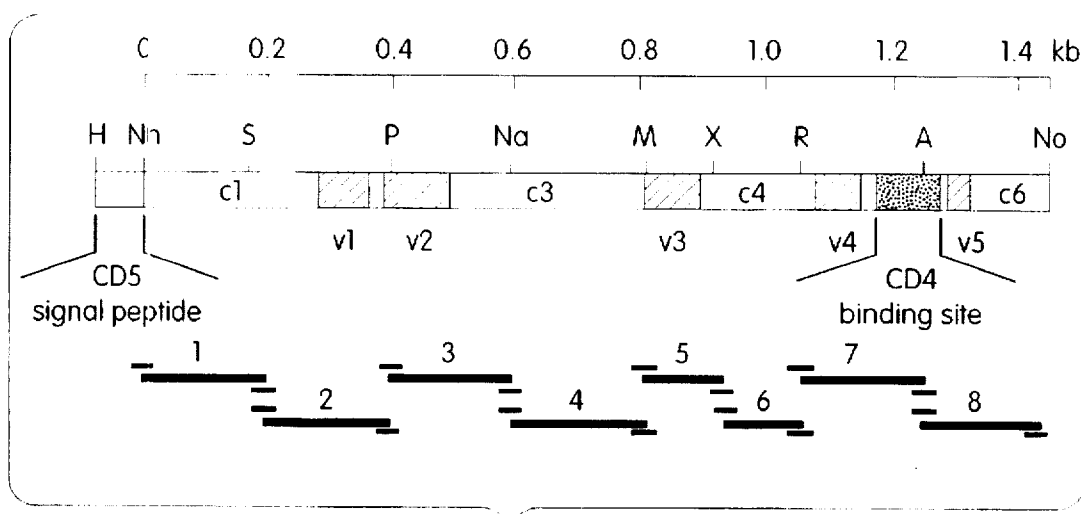 0 0.2 0.4 0.6 0.8 1.0 1.2 1.4 kb
H Nh S P Na M X R A No
c1 c3 c4 c6
v1 v2 v3 v4 v5
CD5 CD4
signal peptide binding site
1 3 5 7
2 4 6 8